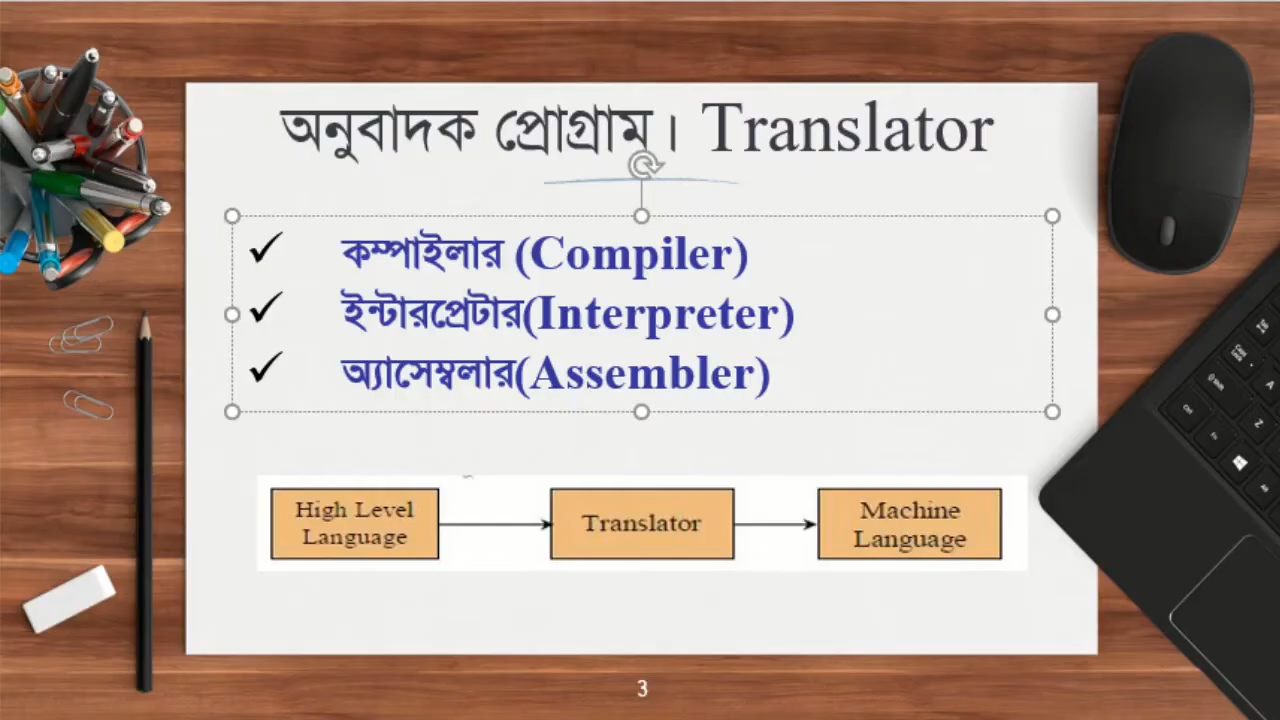 অনুবাদক প্রোগ্রাম। Translator
✓ কম্পাইলার (Compiler)
✓ ইন্টারপ্রেটার(Interpreter)
✓ অ্যাসেম্বলার(Assembler)
High Level
Language
Translator
Machine
Language
3